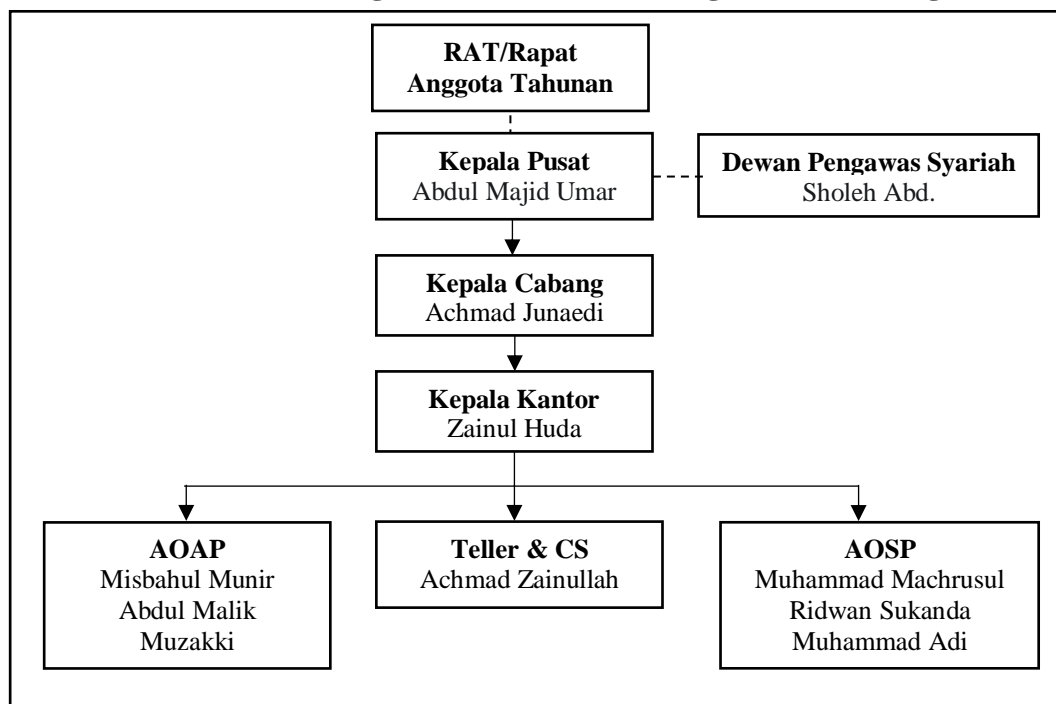 RAT/Rapat
Anggota Tahunan
Kepala Pusat
Abdul Majid Umar
Dewan Pengawas Syariah
Sholeh Abd.
Kepala Cabang
Achmad Junaedi
Kepala Kantor
Zainul Huda
AOAP
Misbahul Munir
Abdul Malik
Muzakki
Teller & CS
Achmad Zainullah
AOSP
Muhammad Machrusul
Ridwan Sukanda
Muhammad Adi